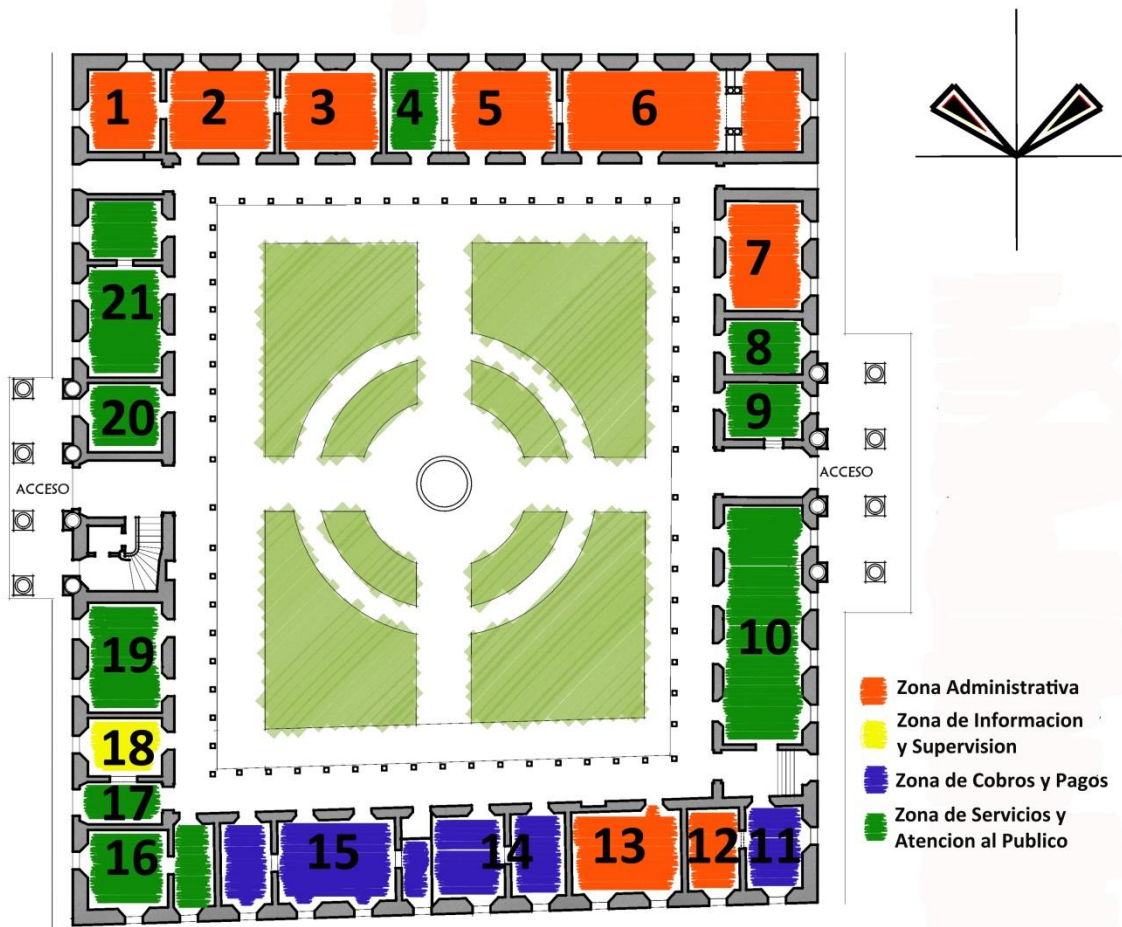 1 2 3 4 5 6
7
8
9
10
11
12
13
14
15
16
17
18
19
20
21
ACCESO
ACCESO
Zona Administrativa
Zona de Informacion
y Supervision
Zona de Cobros y Pagos
Zona de Servicios y
Atencion al Publico